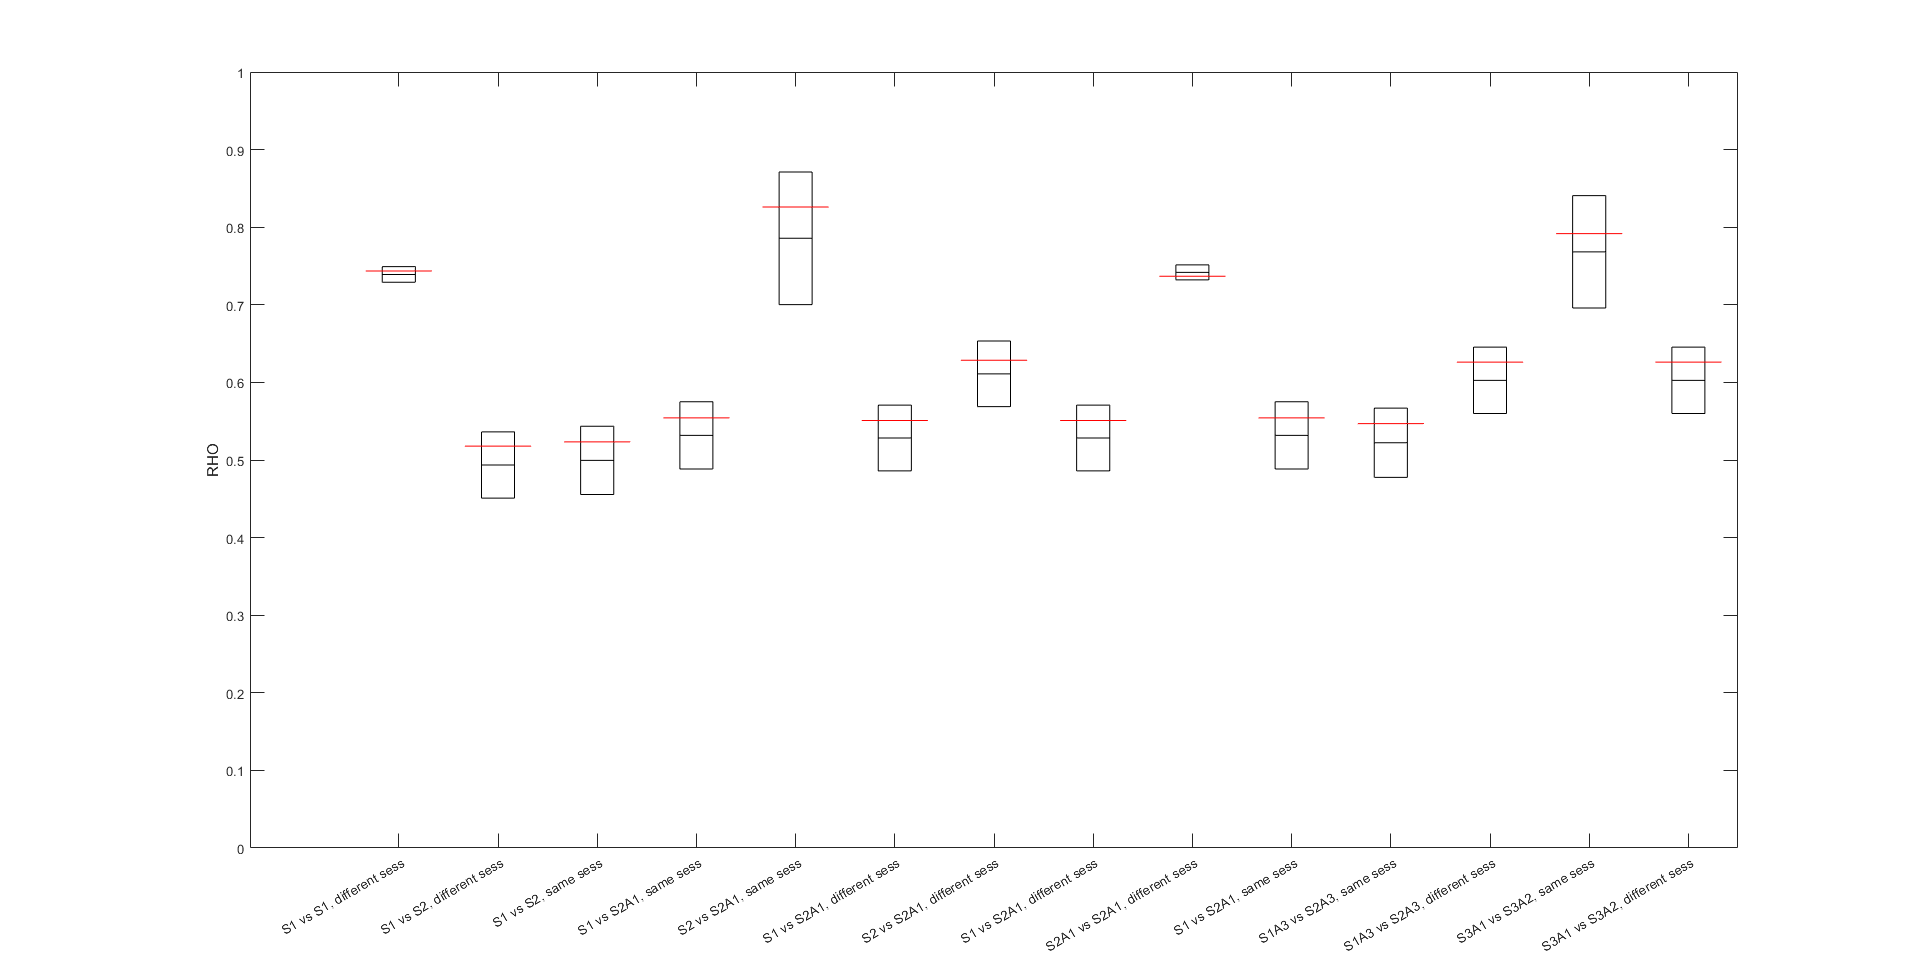 1
0.9
0.8
0.7
0.6
0.5
0.4
0.3
0.2
0.1
0
RHO
S1 vs S1, different sess
S1 vs S2, different sess
S1 vs S2, same sess
S1 vs S2A1, same sess
S2 vs S2A1, same sess
S1 vs S2A1, different sess
S2 vs S2A1, different sess
S1 vs S2A1, different sess
S2A1 vs S2A1, different sess
S1 vs S2A1, same sess
S1A3 vs S2A3, same sess
S1A3 vs S2A3, different sess
S3A1 vs S3A2, same sess
S3A1 vs S3A2, different sess